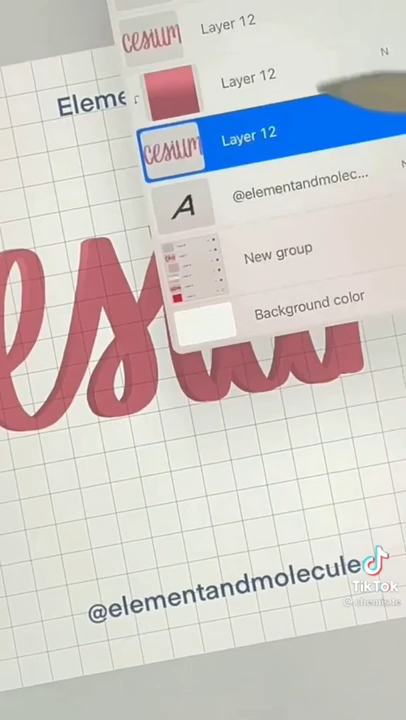 cesium
Layer 12
N
Layer 12
Eleme
cesium
Layer 12
A
@elementandmolec...
N
New group
Background color
esiu
@elementandmolecule
TikTok